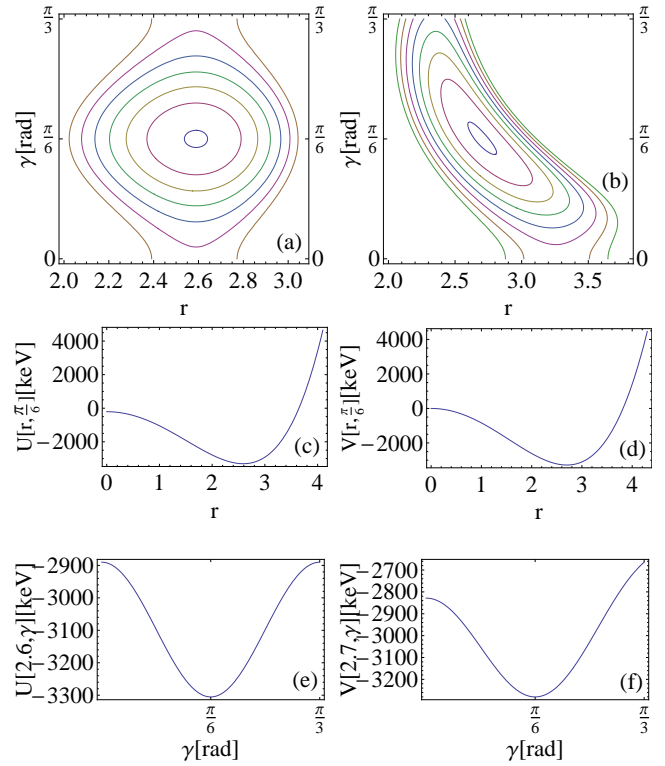 π/3 π/3 π/3 π/3
γ[rad] π/6 π/6 γ[rad] π/6 π/6
(a) (b)
0 0 0
2.0 2.2 2.4 2.6 2.8 3.0 2.0 2.5 3.0 3.5
r r
4000 4000
2000 2000
0 0
−2000 −2000
U[r,π/6][keV] V[r,π/6][keV]
(c) (d)
0 1 2 3 4 0 1 2 3 4
r r
−2900 −2700
−3000 −2800
−3100 −2900
−3200 −3000
−3300 −3100
−3200
U[2.6,γ][keV] V[2.7,γ][keV]
(e) (f)
π/6 π/3 π/6 π/3
γ[rad] γ[rad]